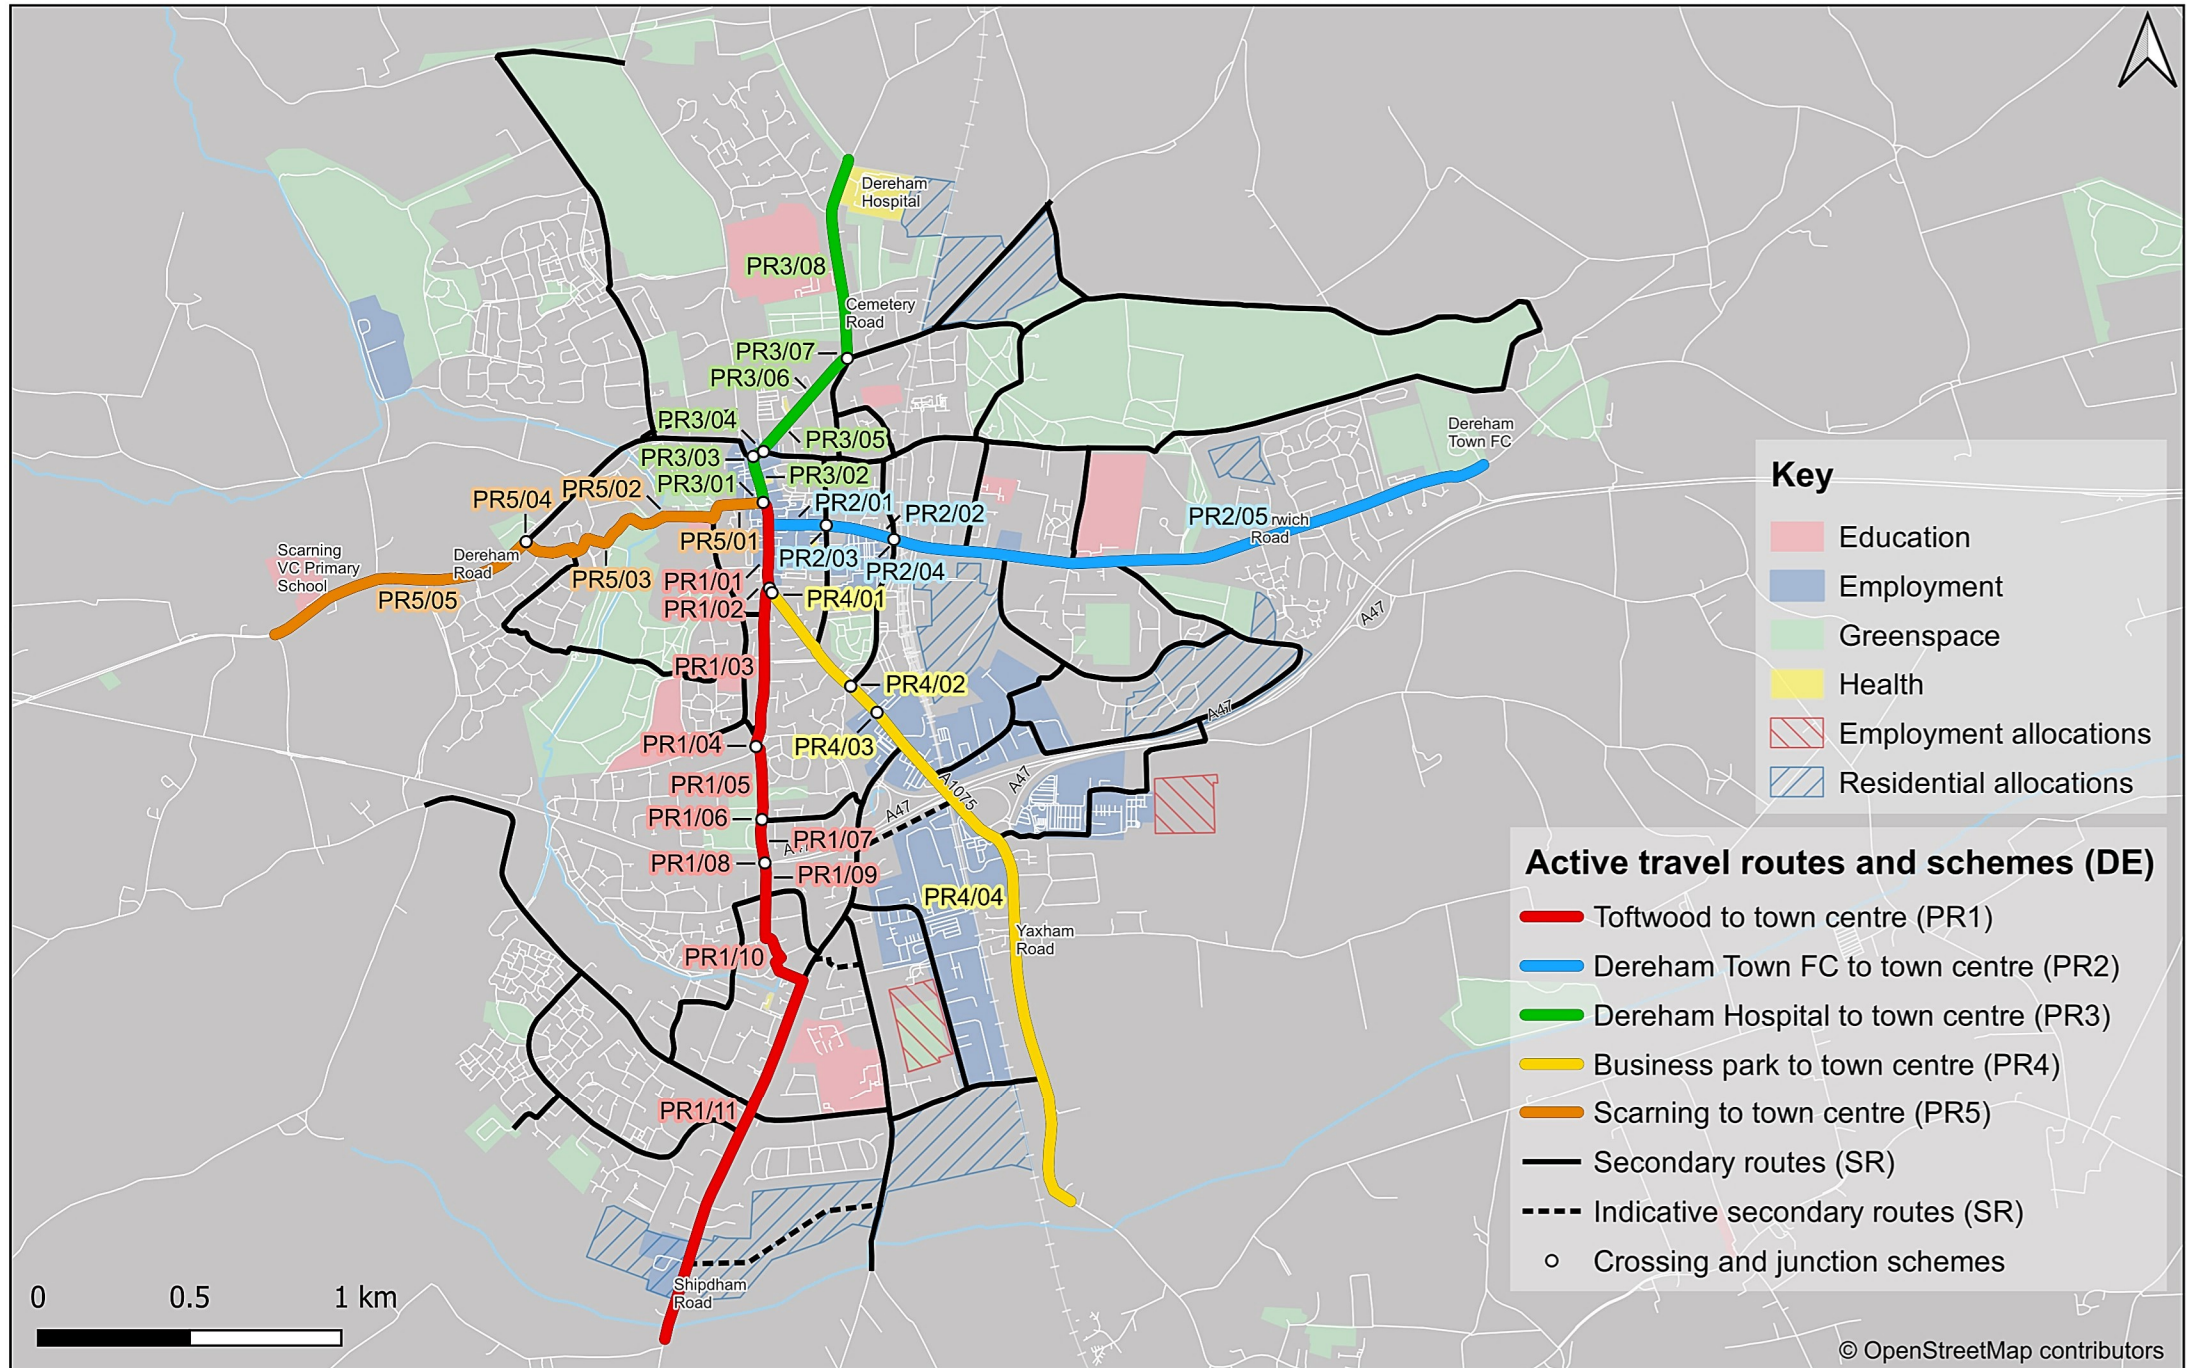 Dereham
Hospital
PR3/08
Cemetery
Road
PR3/07
PR3/06
PR3/04
PR3/05
PR3/03
PR3/02
PR3/01
Dereham
Town FC
PR5/04
PR5/02
PR2/01
PR2/02
PR2/05
rwich
Road
PR5/01
PR2/03
PR2/04
Scarning
VC Primary
School
Dereham
Road
PR5/03
PR5/05
PR1/01
PR1/02
PR4/01
A47
PR1/03
PR4/02
A47
PR1/04
PR4/03
PR1/05
A1075
A47
A47
PR1/06
PR1/07
PR1/08
PR1/09
PR4/04
Yaxham
Road
PR1/10
PR1/11
Shipdham
Road
0 0.5 1 km
Key
Education
Employment
Greenspace
Health
Employment allocations
Residential allocations
Active travel routes and schemes (DE)
Toftwood to town centre (PR1)
Dereham Town FC to town centre (PR2)
Dereham Hospital to town centre (PR3)
Business park to town centre (PR4)
Scarning to town centre (PR5)
Secondary routes (SR)
Indicative secondary routes (SR)
Crossing and junction schemes
© OpenStreetMap contributors